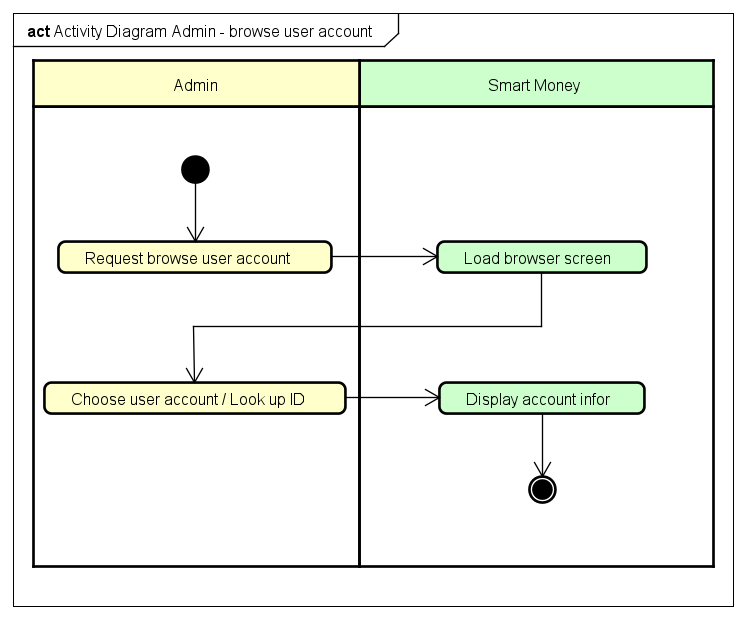 act Activity Diagram Admin - browse user account
Admin
Smart Money
Request browse user account
Load browser screen
Choose user account / Look up ID
Display account infor